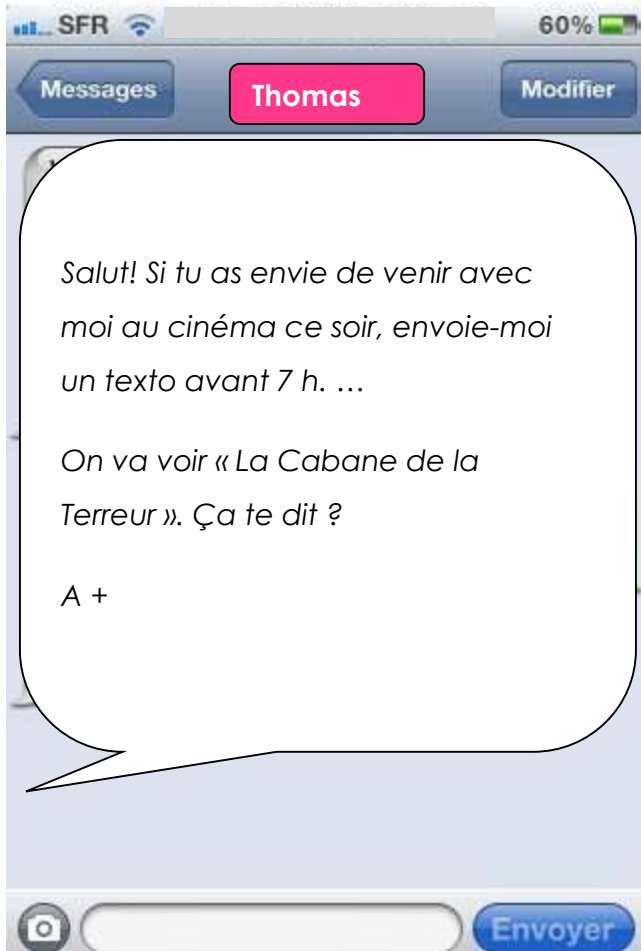 SFR 60%
Messages Thomas Modifier
Salut! Si tu as envie de venir avec
moi au cinéma ce soir, envoie-moi
un texto avant 7 h. …
On va voir « La Cabane de la
Terreur ». Ça te dit ?
A +
Envoyer